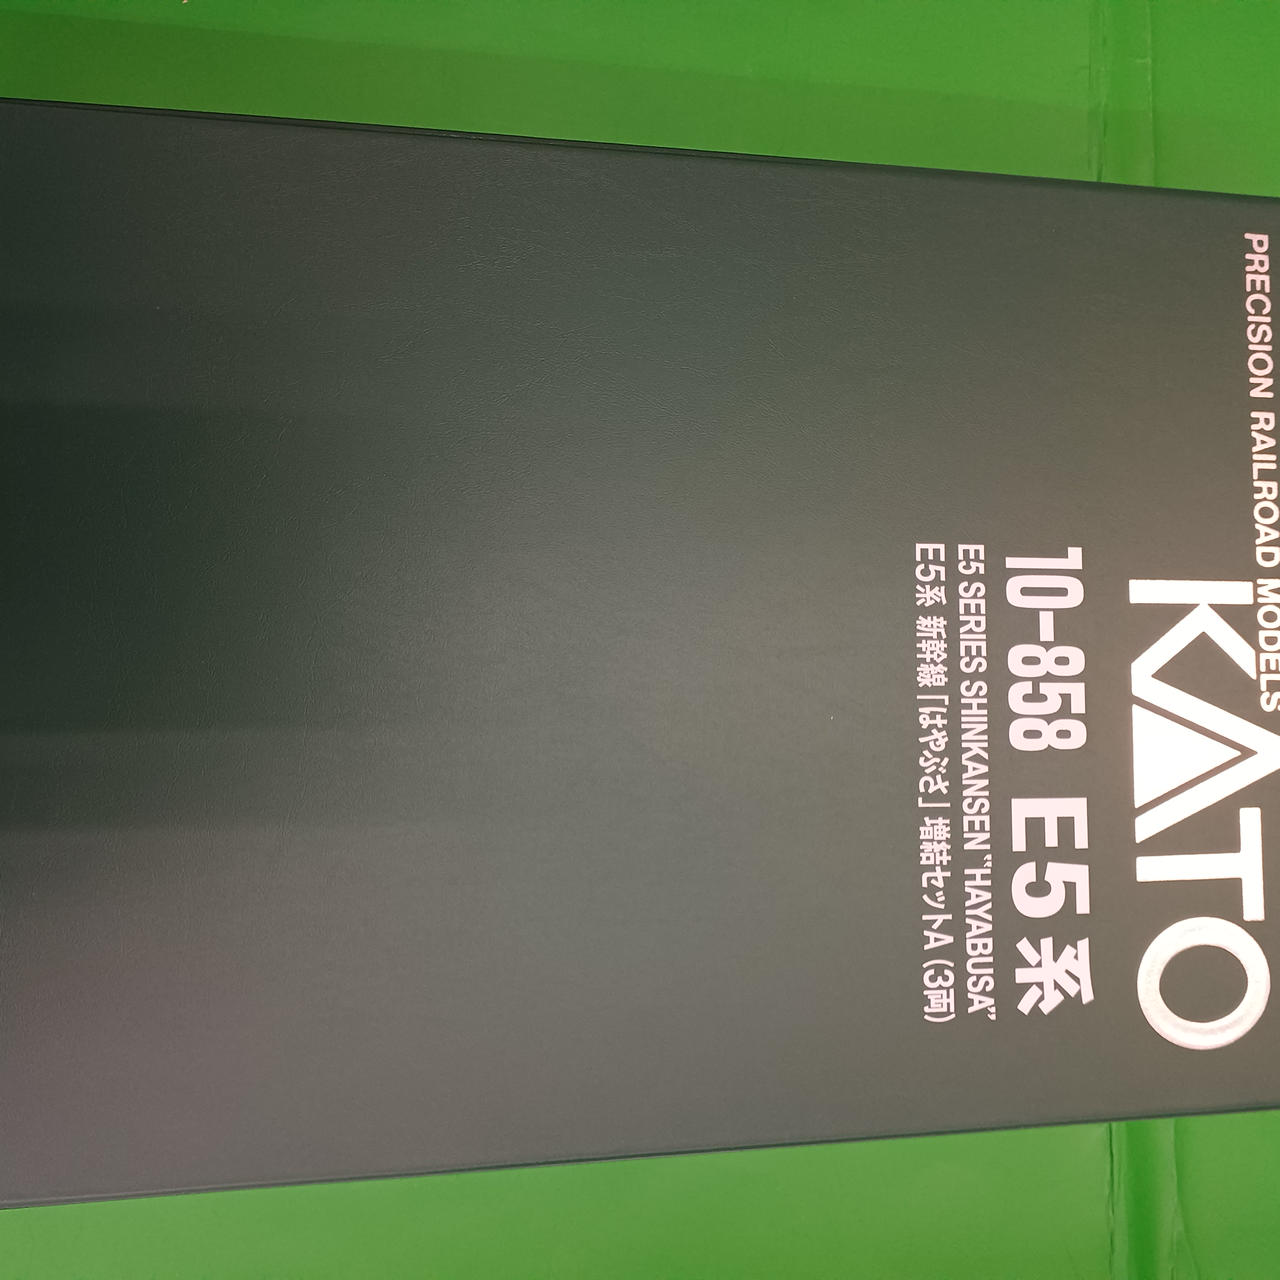 PRECISION RAILROAD MODELS
KATO
10-858 E5系
E5 SERIES SHINKANSEN “HAYABUSA”
E5系 新幹線「はやぶさ」増結セットA (3両)